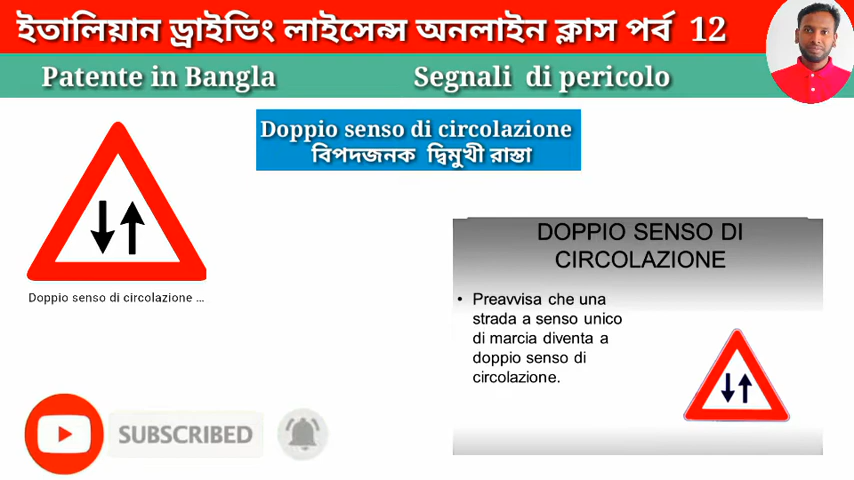 ইতালিয়ান ড্রাইভিং লাইসেন্স অনলাইন ক্লাস পর্ব 12
Patente in Bangla Segnali di pericolo
Doppio senso di circolazione
বিপদজনক দ্বিমুখী রাস্তা
Doppio senso di circolazione ...
DOPPIO SENSO DI
CIRCOLAZIONE
• Preavvisa che una
strada a senso unico
di marcia diventa a
doppio senso di
circolazione.
SUBSCRIBED